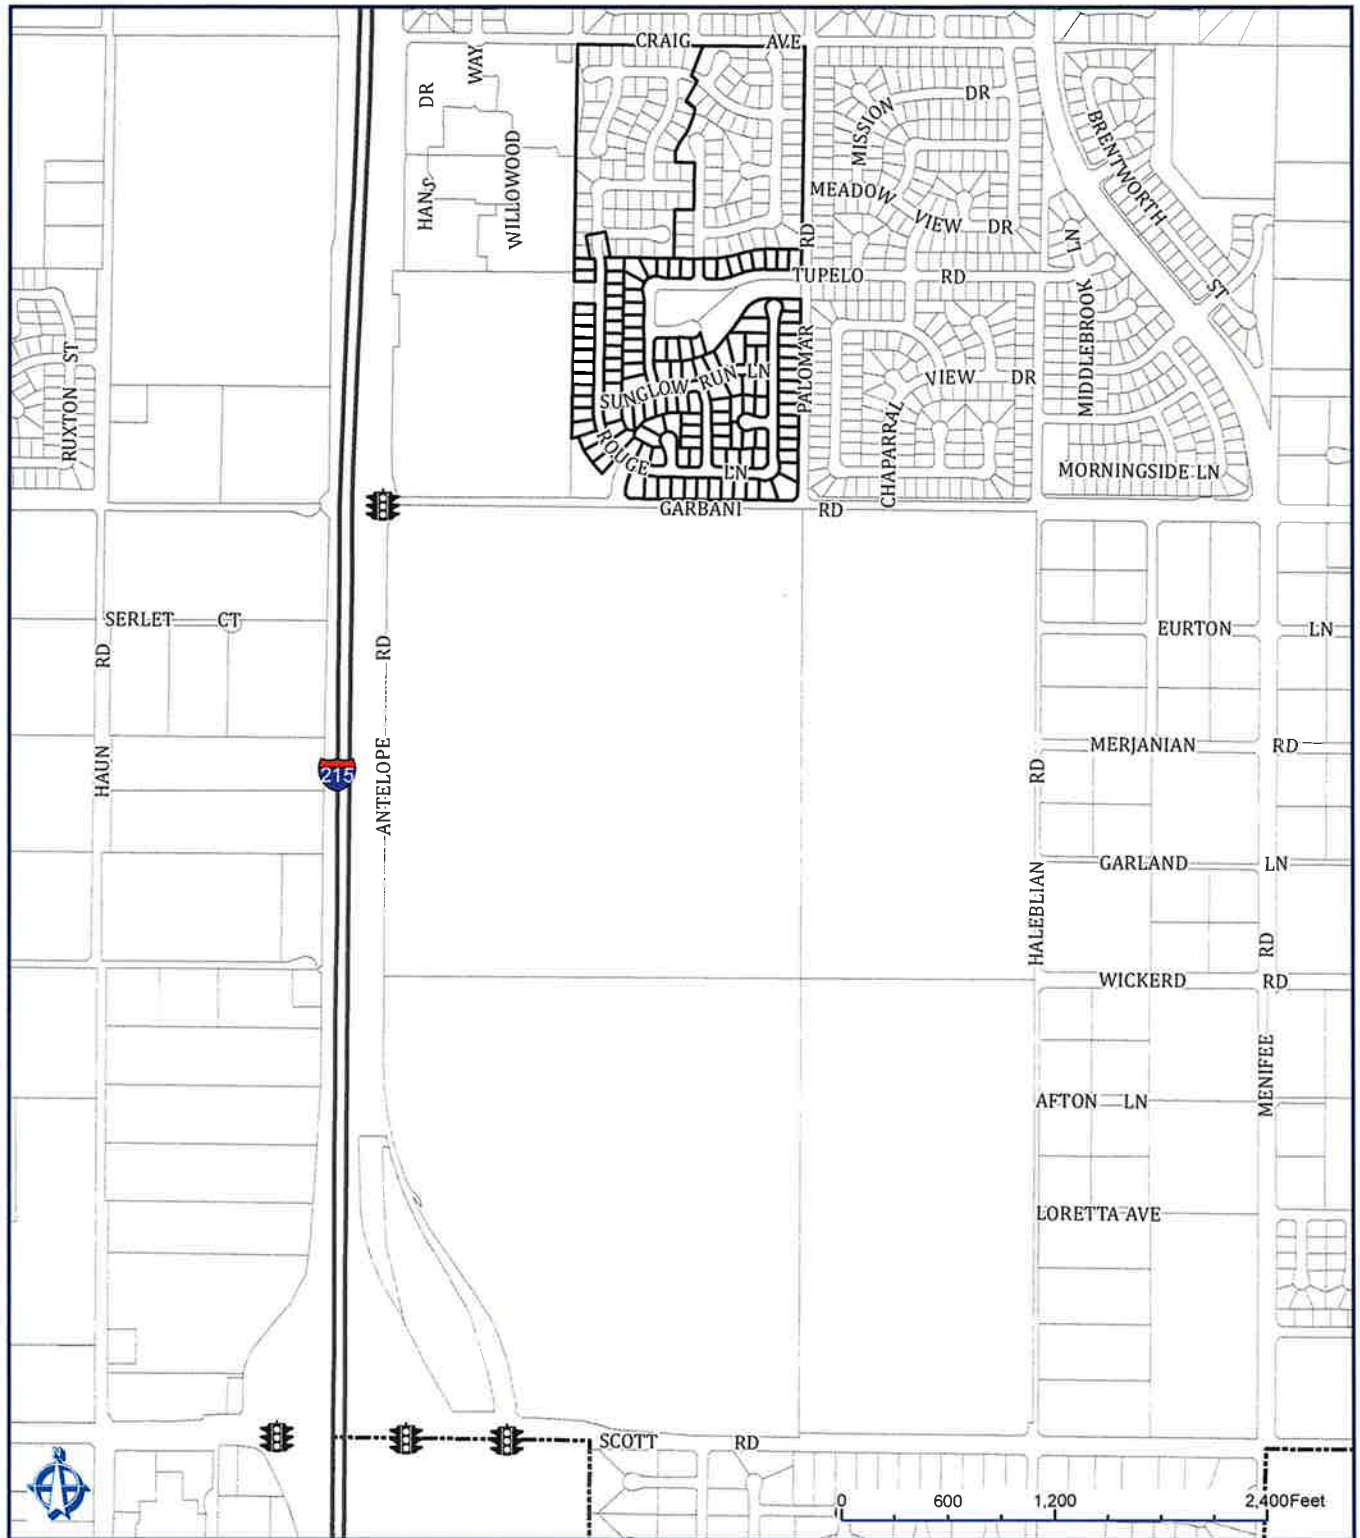 CRAIG AVE
WAY
DR
HANS
WILLOWOOD
MISSION DR
BRENTWORTH
ST
MEADOW VIEW DR
LN
RD
TUPELO RD
MIDDLEBROOK
RUXTON ST
PALOMAR
SUNGLOW RUN LN
VIEW DR
CHAPARRAL
ROUGE LN
MORNINGSIDE LN
GARBANI RD
SERLET CT
EURTON LN
RD
HAUN
RD
ANTELOPE
215
MERJANIAN RD
RD
HALEBLIAN
GARLAND LN
RD
WICKERD RD
MENIFEE
AFTON LN
LORETTA AVE
SCOTT RD
N
0 600 1,200 2,400Feet